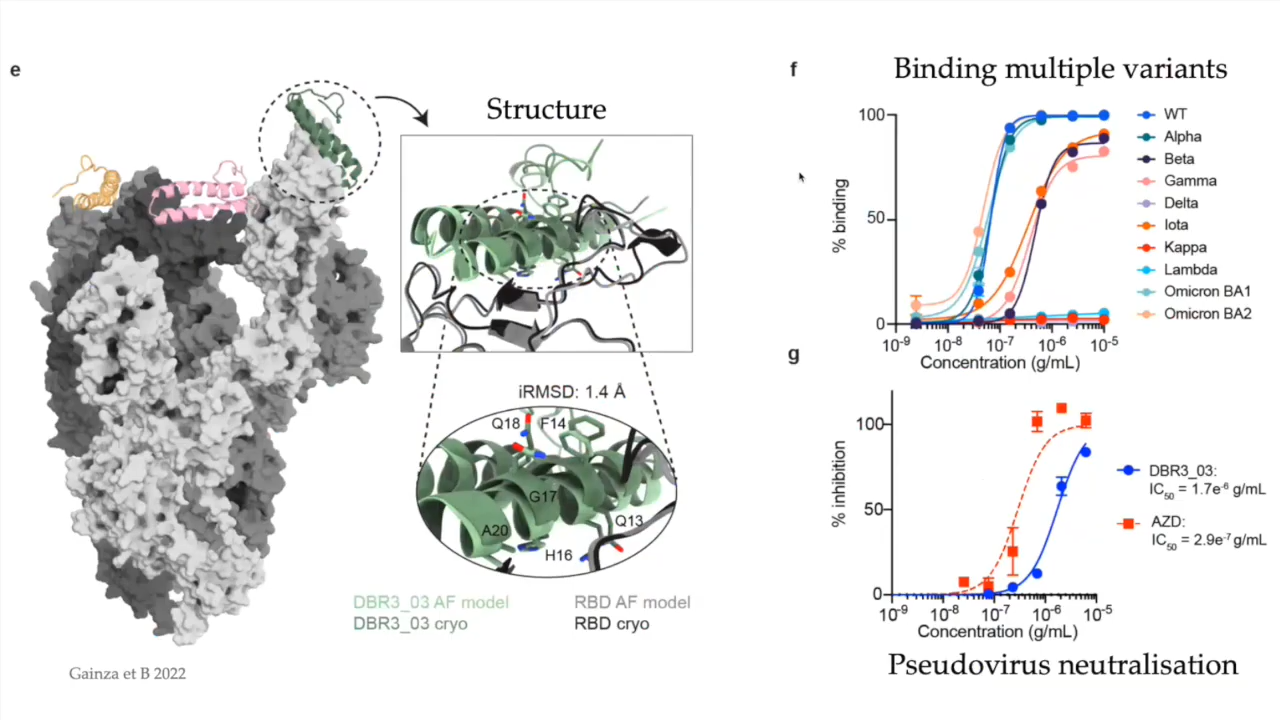 e
Structure
iRMSD: 1.4 Å
Q18
F14
G17
A20
Q13
H16
DBR3_03 AF model
DBR3_03 cryo
RBD AF model
RBD cryo
Gainza et B 2022
f
Binding multiple variants
% binding
100
50
0
10-9
10-8
10-7
10-6
10-5
Concentration (g/mL)
WT
Alpha
Beta
Gamma
Delta
Iota
Kappa
Lambda
Omicron BA1
Omicron BA2
g
% inhibition
100
50
0
10-9
10-8
10-7
10-6
10-5
Concentration (g/mL)
DBR3_03:
IC50 = 1.7e-6 g/mL
AZD:
IC50 = 2.9e-7 g/mL
Pseudovirus neutralisation